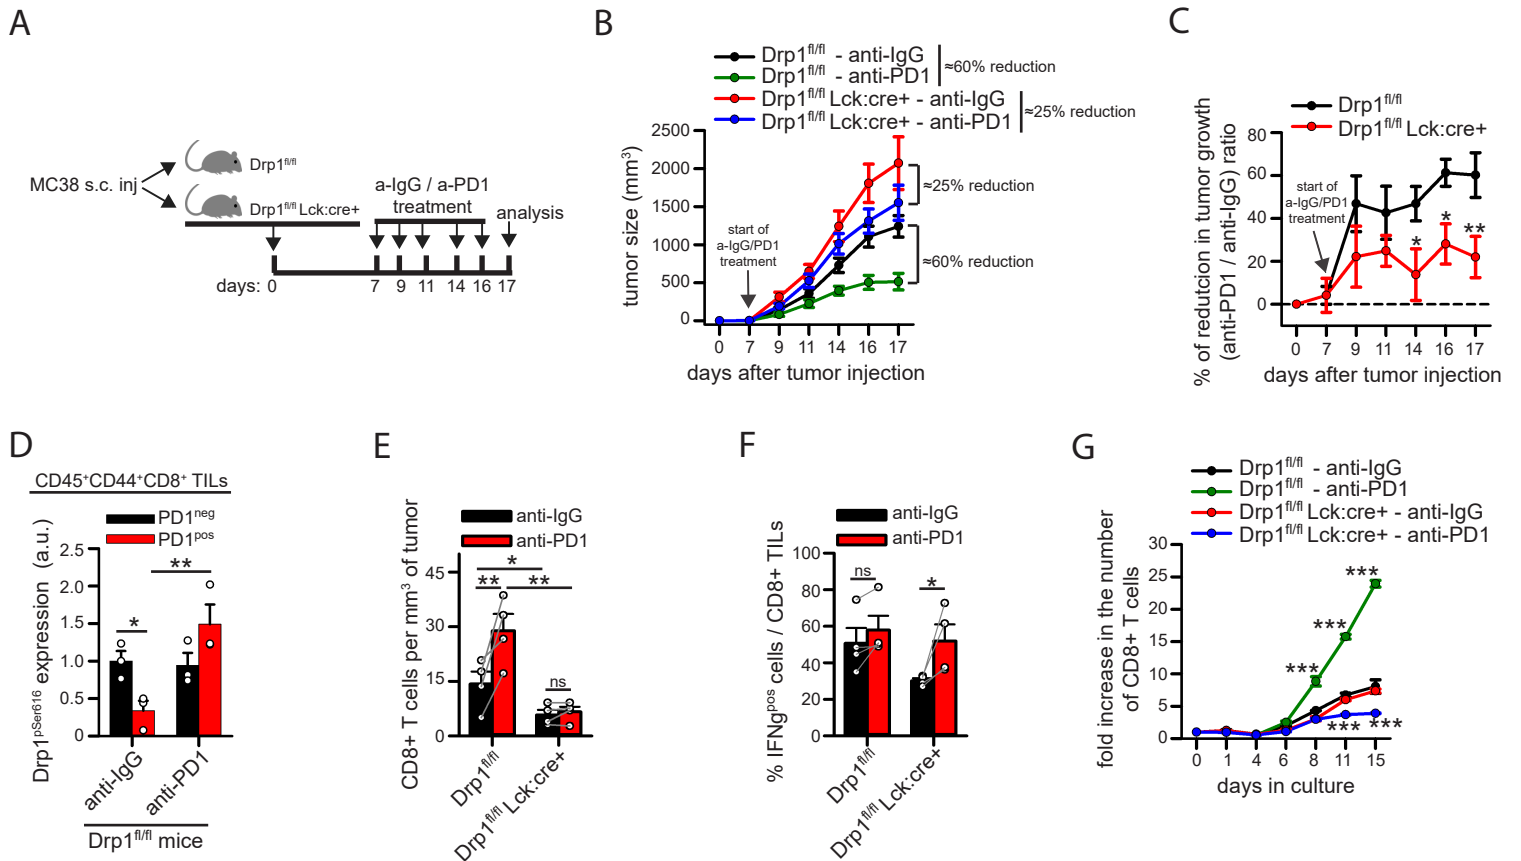 A
MC38 s.c. inj
Drp1fl/fl
Drp1fl/fl Lck:cre+
a-IgG / a-PD1
treatment
analysis
days: 0 7 9 11 14 16 17
B
Drp1fl/fl - anti-IgG
Drp1fl/fl - anti-PD1
≈60% reduction
Drp1fl/fl Lck:cre+ - anti-IgG
Drp1fl/fl Lck:cre+ - anti-PD1
≈25% reduction
tumor size (mm3)
2500
2000
1500
1000
500
0
start of
a-IgG/PD1
treatment
≈25% reduction
≈60% reduction
0 7 9 11 14 16 17
days after tumor injection
C
Drp1fl/fl
Drp1fl/fl Lck:cre+
% of redutcion in tumor growth
(anti-PD1 / anti-IgG) ratio
80
60
40
20
0
start of
a-IgG/PD1
treatment
* * **
0 7 9 11 14 16 17
days after tumor injection
D
CD45+CD44+CD8+ TILs
PD1neg
PD1pos
Drp1pSer616 expression (a.u.)
2.5
2.0
1.5
1.0
0.5
0
**
*
anti-IgG
anti-PD1
Drp1fl/fl mice
E
anti-IgG
anti-PD1
CD8+ T cells per mm3 of tumor
45
30
15
0
*
** **
ns
Drp1fl/fl
Drp1fl/fl Lck:cre+
F
anti-IgG
anti-PD1
% IFNgpos cells / CD8+ TILs
100
80
60
40
20
0
ns *
Drp1fl/fl
Drp1fl/fl Lck:cre+
G
Drp1fl/fl - anti-IgG
Drp1fl/fl - anti-PD1
Drp1fl/fl Lck:cre+ - anti-IgG
Drp1fl/fl Lck:cre+ - anti-PD1
fold increase in the number
of CD8+ T cells
30
25
20
15
10
5
0
***
***
***
*** ***
0 1 4 6 8 11 15
days in culture